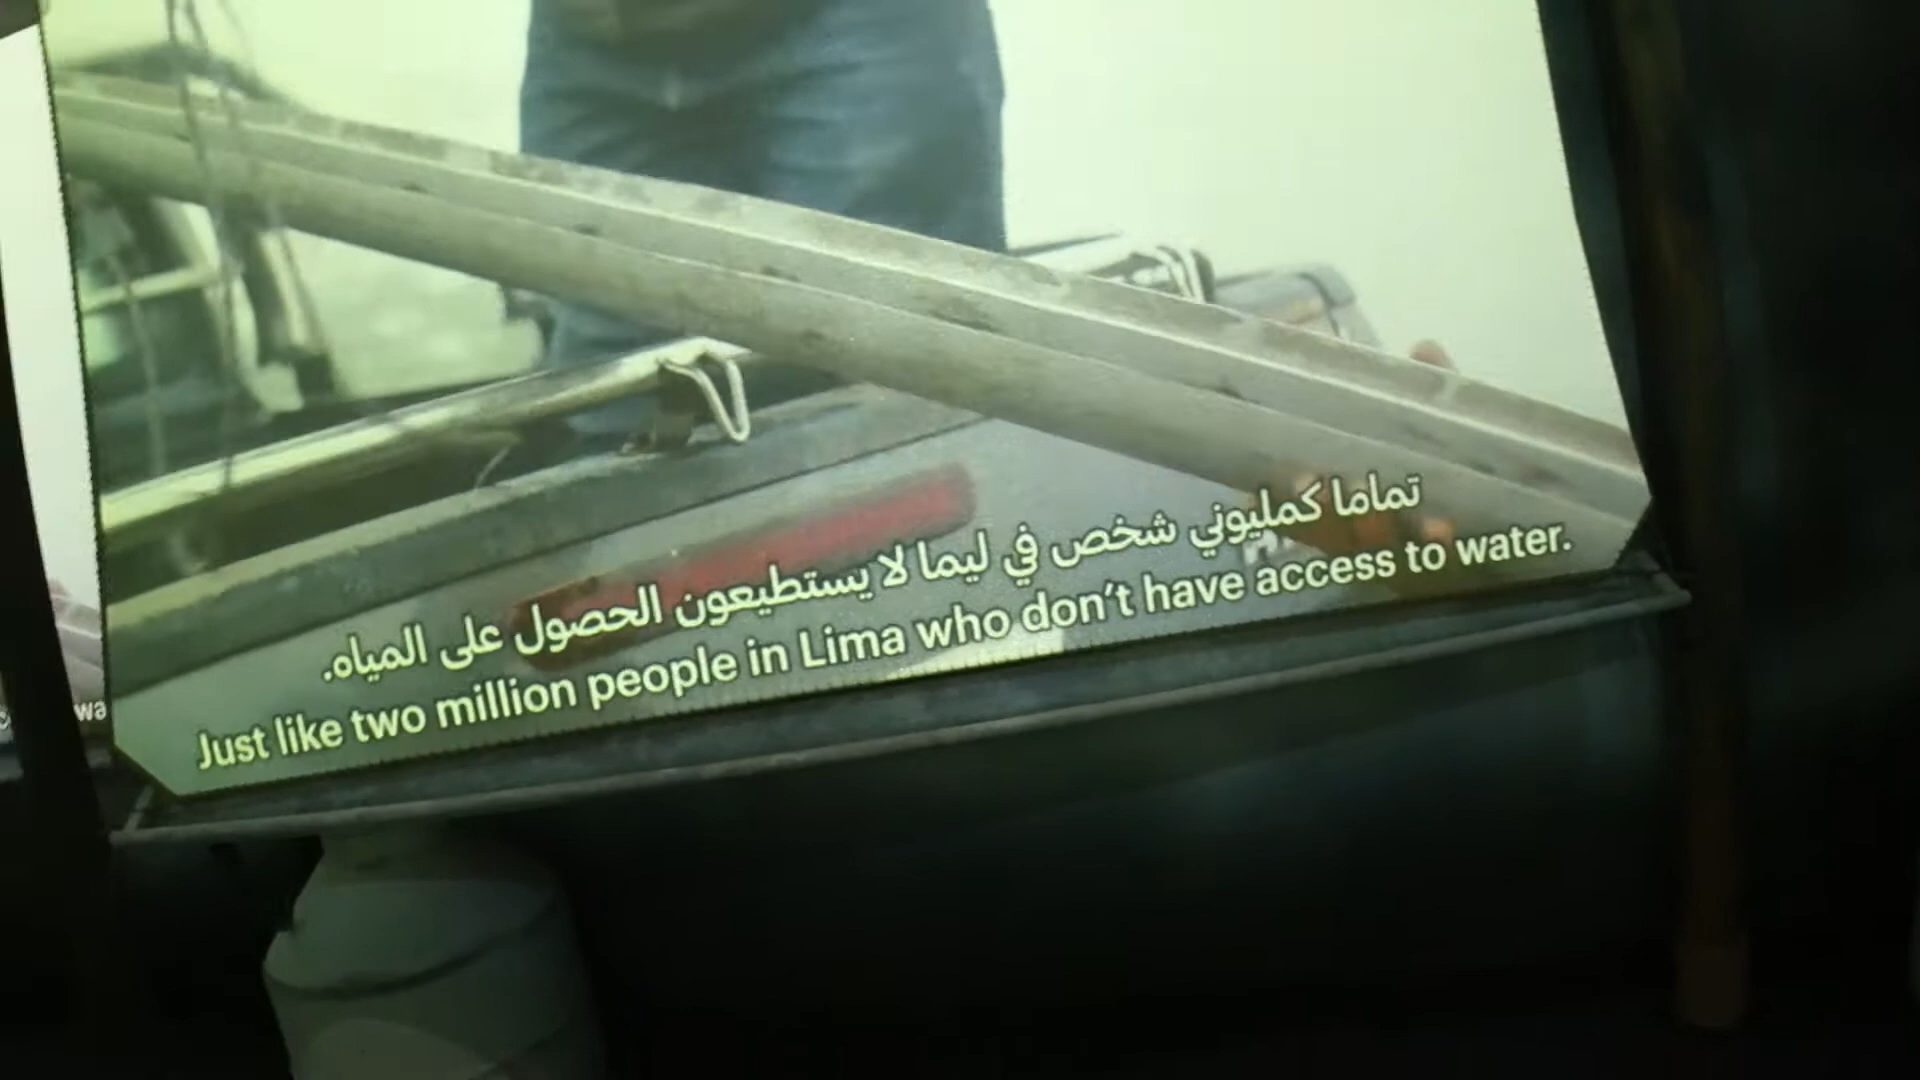 تماما كمليوني شخص في ليما لا يستطيعون الحصول على المياه.
Just like two million people in Lima who don't have access to water.
wa